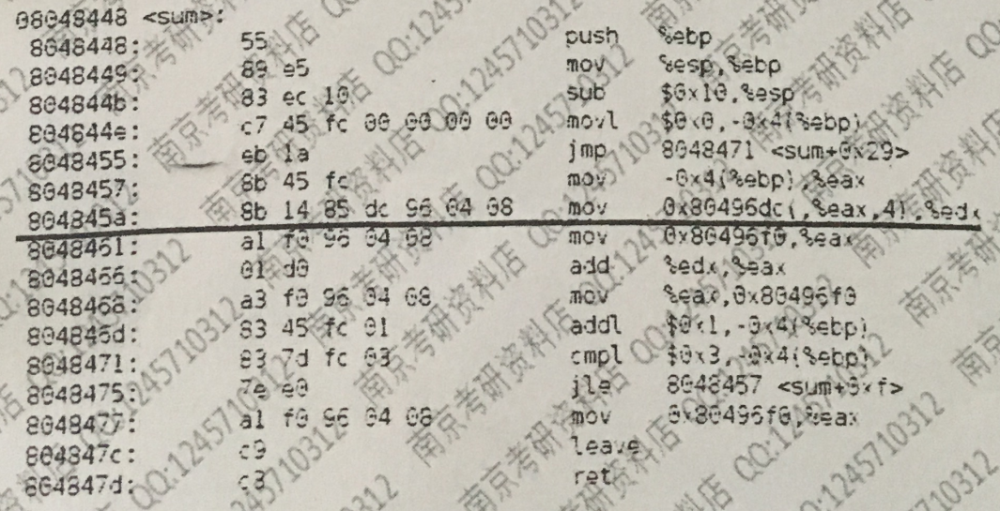 08048448 <sum>:
8048448: 55 push %ebp
8048449: 89 e5 mov %esp,%ebp
804844b: 83 ec 10 sub $0x10,%esp
804844e: c7 45 fc 00 00 00 00 movl $0x0,-0x4(%ebp)
8048455: eb 1a jmp 8048471 <sum+0x29>
8048457: 8b 45 fc mov -0x4(%ebp),%eax
804845a: 8b 14 85 dc 96 04 08 mov 0x80496dc(,%eax,4),%edx
8048461: a1 f0 96 04 08 mov 0x80496f0,%eax
8048466: 01 d0 add %edx,%eax
8048468: a3 f0 96 04 08 mov %eax,0x80496f0
804846d: 83 45 fc 01 addl $0x1,-0x4(%ebp)
8048471: 83 7d fc 03 cmpl $0x3,-0x4(%ebp)
8048475: 7e e0 jle 8048457 <sum+0xf>
8048477: a1 f0 96 04 08 mov 0x80496f0,%eax
804847c: c9 leave
804847d: c3 ret
南京考研资料店 QQ:1245710312